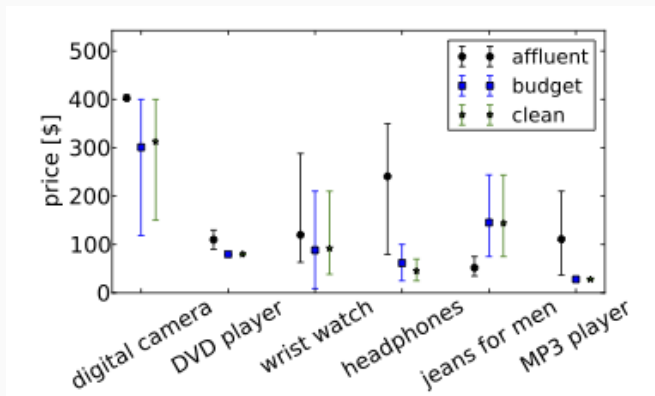 price [$]
500
400
300
200
100
0
affluent
budget
clean
digital camera
DVD player
wrist watch
headphones
jeans for men
MP3 player